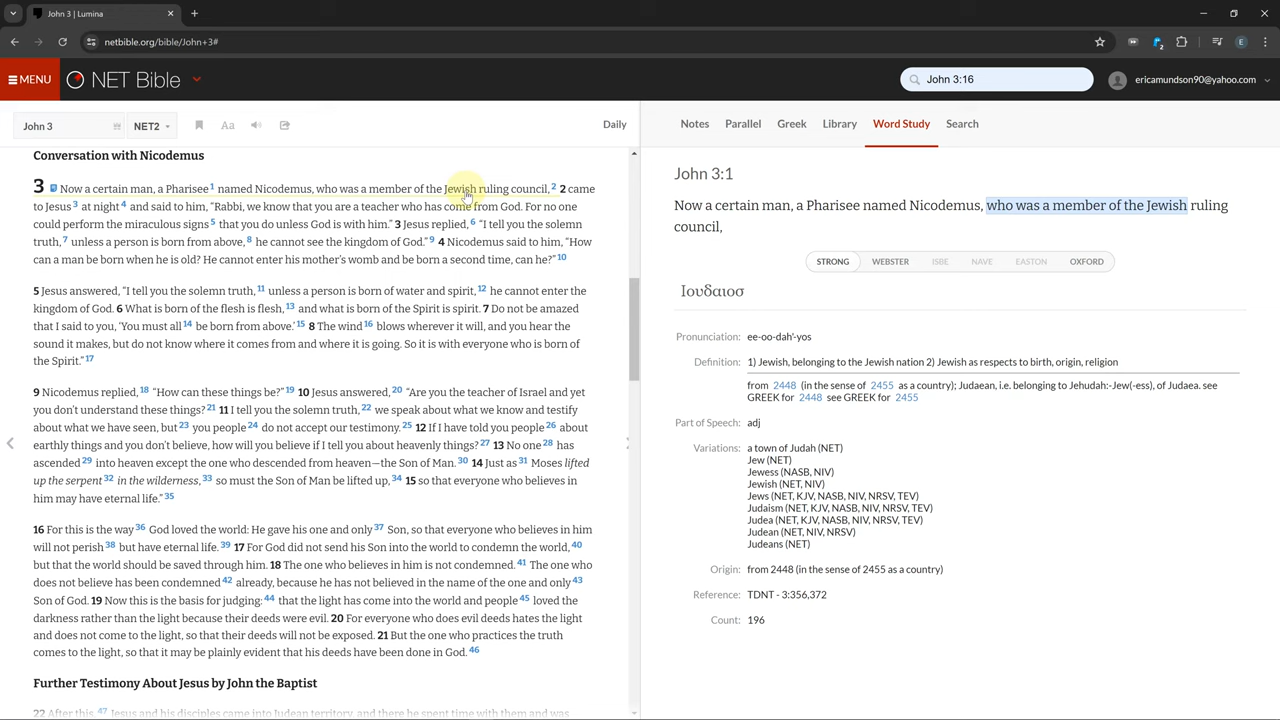 John 3 | Lumina
netbible.org/bible/John+3#
E
MENU
NET Bible
John 3:16
ericamundson90@yahoo.com
John 3
NET2
Aa
Daily
Conversation with Nicodemus
3 Now a certain man, a Pharisee1 named Nicodemus, who was a member of the Jewish ruling council,2 2 came
to Jesus3 at night4 and said to him, “Rabbi, we know that you are a teacher who has come from God. For no one
could perform the miraculous signs5 that you do unless God is with him.” 3 Jesus replied,6 “I tell you the solemn
truth,7 unless a person is born from above,8 he cannot see the kingdom of God.”9 4 Nicodemus said to him, “How
can a man be born when he is old? He cannot enter his mother’s womb and be born a second time, can he?”10
5 Jesus answered, “I tell you the solemn truth,11 unless a person is born of water and spirit,12 he cannot enter the
kingdom of God. 6 What is born of the flesh is flesh,13 and what is born of the Spirit is spirit. 7 Do not be amazed
that I said to you, ‘You must all14 be born from above.’15 8 The wind16 blows wherever it will, and you hear the
sound it makes, but do not know where it comes from and where it is going. So it is with everyone who is born of
the Spirit.”17
9 Nicodemus replied,18 “How can these things be?”19 10 Jesus answered,20 “Are you the teacher of Israel and yet
you don’t understand these things?21 11 I tell you the solemn truth,22 we speak about what we know and testify
about what we have seen, but23 you people24 do not accept our testimony.25 12 If I have told you people26 about
earthly things and you don’t believe, how will you believe if I tell you about heavenly things?27 13 No one28 has
ascended29 into heaven except the one who descended from heaven—the Son of Man.30 14 Just as31 Moses lifted
up the serpent32 in the wilderness,33 so must the Son of Man be lifted up,34 15 so that everyone who believes in
him may have eternal life.”35
16 For this is the way36 God loved the world: He gave his one and only37 Son, so that everyone who believes in him
will not perish38 but have eternal life.39 17 For God did not send his Son into the world to condemn the world,40
but that the world should be saved through him. 18 The one who believes in him is not condemned.41 The one who
does not believe has been condemned42 already, because he has not believed in the name of the one and only43
Son of God. 19 Now this is the basis for judging:44 that the light has come into the world and people45 loved the
darkness rather than the light because their deeds were evil. 20 For everyone who does evil deeds hates the light
and does not come to the light, so that their deeds will not be exposed. 21 But the one who practices the truth
comes to the light, so that it may be plainly evident that his deeds have been done in God.46
Further Testimony About Jesus by John the Baptist
22 After this,47 Jesus and his disciples came into Judean territory, and there he spent time with them and was
Notes Parallel Greek Library Word Study Search
John 3:1
Now a certain man, a Pharisee named Nicodemus, who was a member of the Jewish ruling
council,
STRONG WEBSTER ISBE NAVE EASTON OXFORD
Ιουδαιοσ
Pronunciation: ee-oo-dah'-yos
Definition: 1) Jewish, belonging to the Jewish nation 2) Jewish as respects to birth, origin, religion
from 2448 (in the sense of 2455 as a country); Judaean, i.e. belonging to Jehudah:-Jew(-ess), of Judaea. see
GREEK for 2448 see GREEK for 2455
Part of Speech: adj
Variations: a town of Judah (NET)
Jew (NET)
Jewess (NASB, NIV)
Jewish (NET, NIV)
Jews (NET, KJV, NASB, NIV, NRSV, TEV)
Judaism (NET, KJV, NASB, NIV, NRSV, TEV)
Judea (NET, KJV, NASB, NIV, NRSV, TEV)
Judean (NET, NIV, NRSV)
Judeans (NET)
Origin: from 2448 (in the sense of 2455 as a country)
Reference: TDNT - 3:356,372
Count: 196